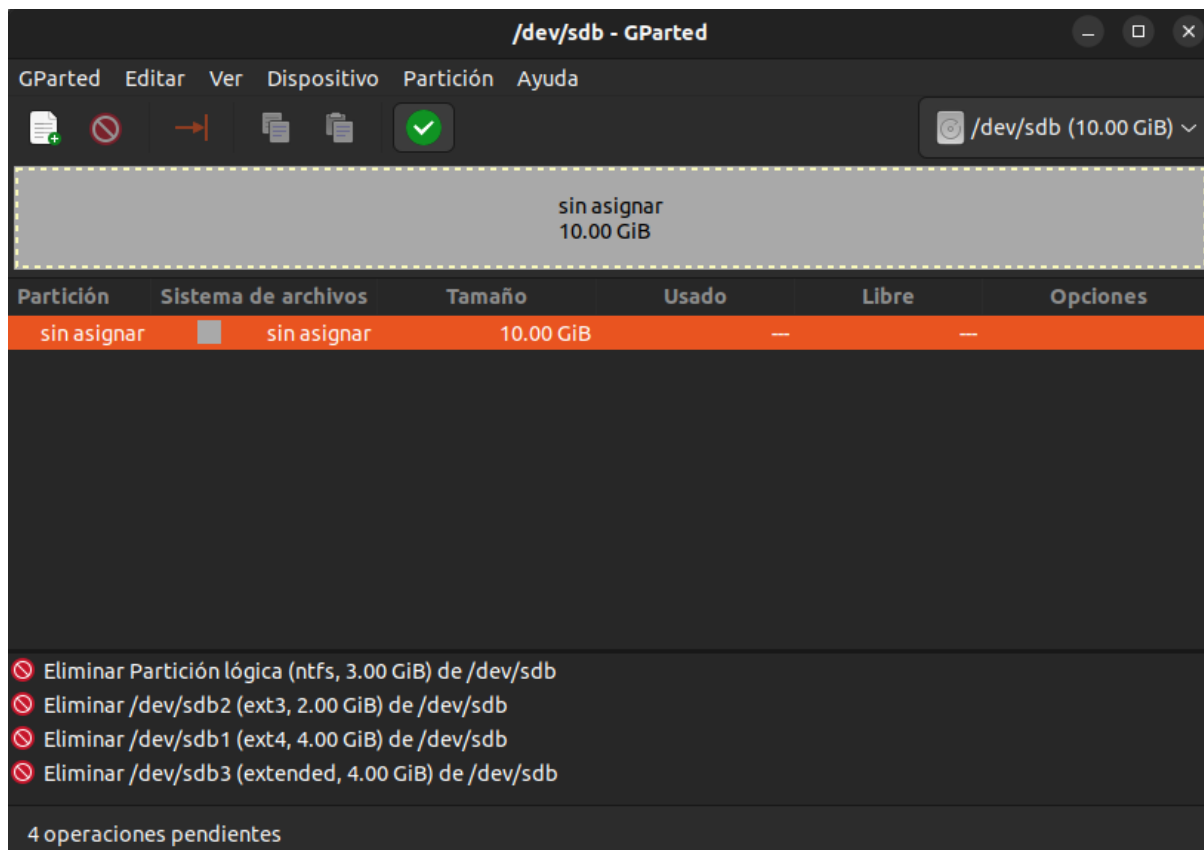 /dev/sdb - GParted
GParted Editar Ver Dispositivo Partición Ayuda
/dev/sdb (10.00 GiB)
sin asignar
10.00 GiB
Partición Sistema de archivos Tamaño Usado Libre Opciones
sin asignar sin asignar 10.00 GiB --- ---
Eliminar Partición lógica (ntfs, 3.00 GiB) de /dev/sdb
Eliminar /dev/sdb2 (ext3, 2.00 GiB) de /dev/sdb
Eliminar /dev/sdb1 (ext4, 4.00 GiB) de /dev/sdb
Eliminar /dev/sdb3 (extended, 4.00 GiB) de /dev/sdb
4 operaciones pendientes